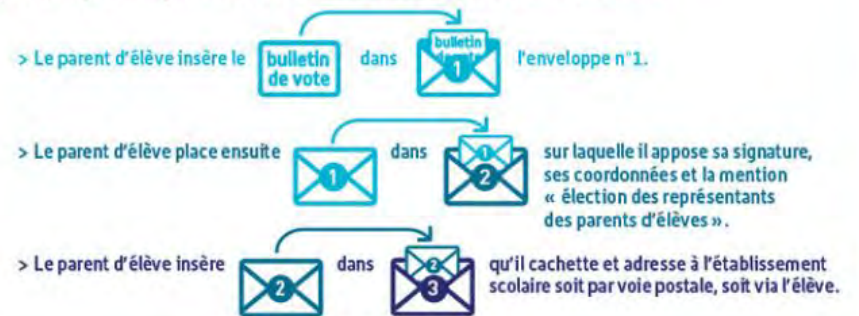 > Le parent d'élève insère le bulletin de vote dans bulletin 1 l'enveloppe n°1.
> Le parent d'élève place ensuite 1 dans 1 2 sur laquelle il appose sa signature,
ses coordonnées et la mention
« élection des représentants
des parents d'élèves ».
> Le parent d'élève insère 2 dans 2 3 qu'il cachette et adresse à l'établissement
scolaire soit par voie postale, soit via l'élève.